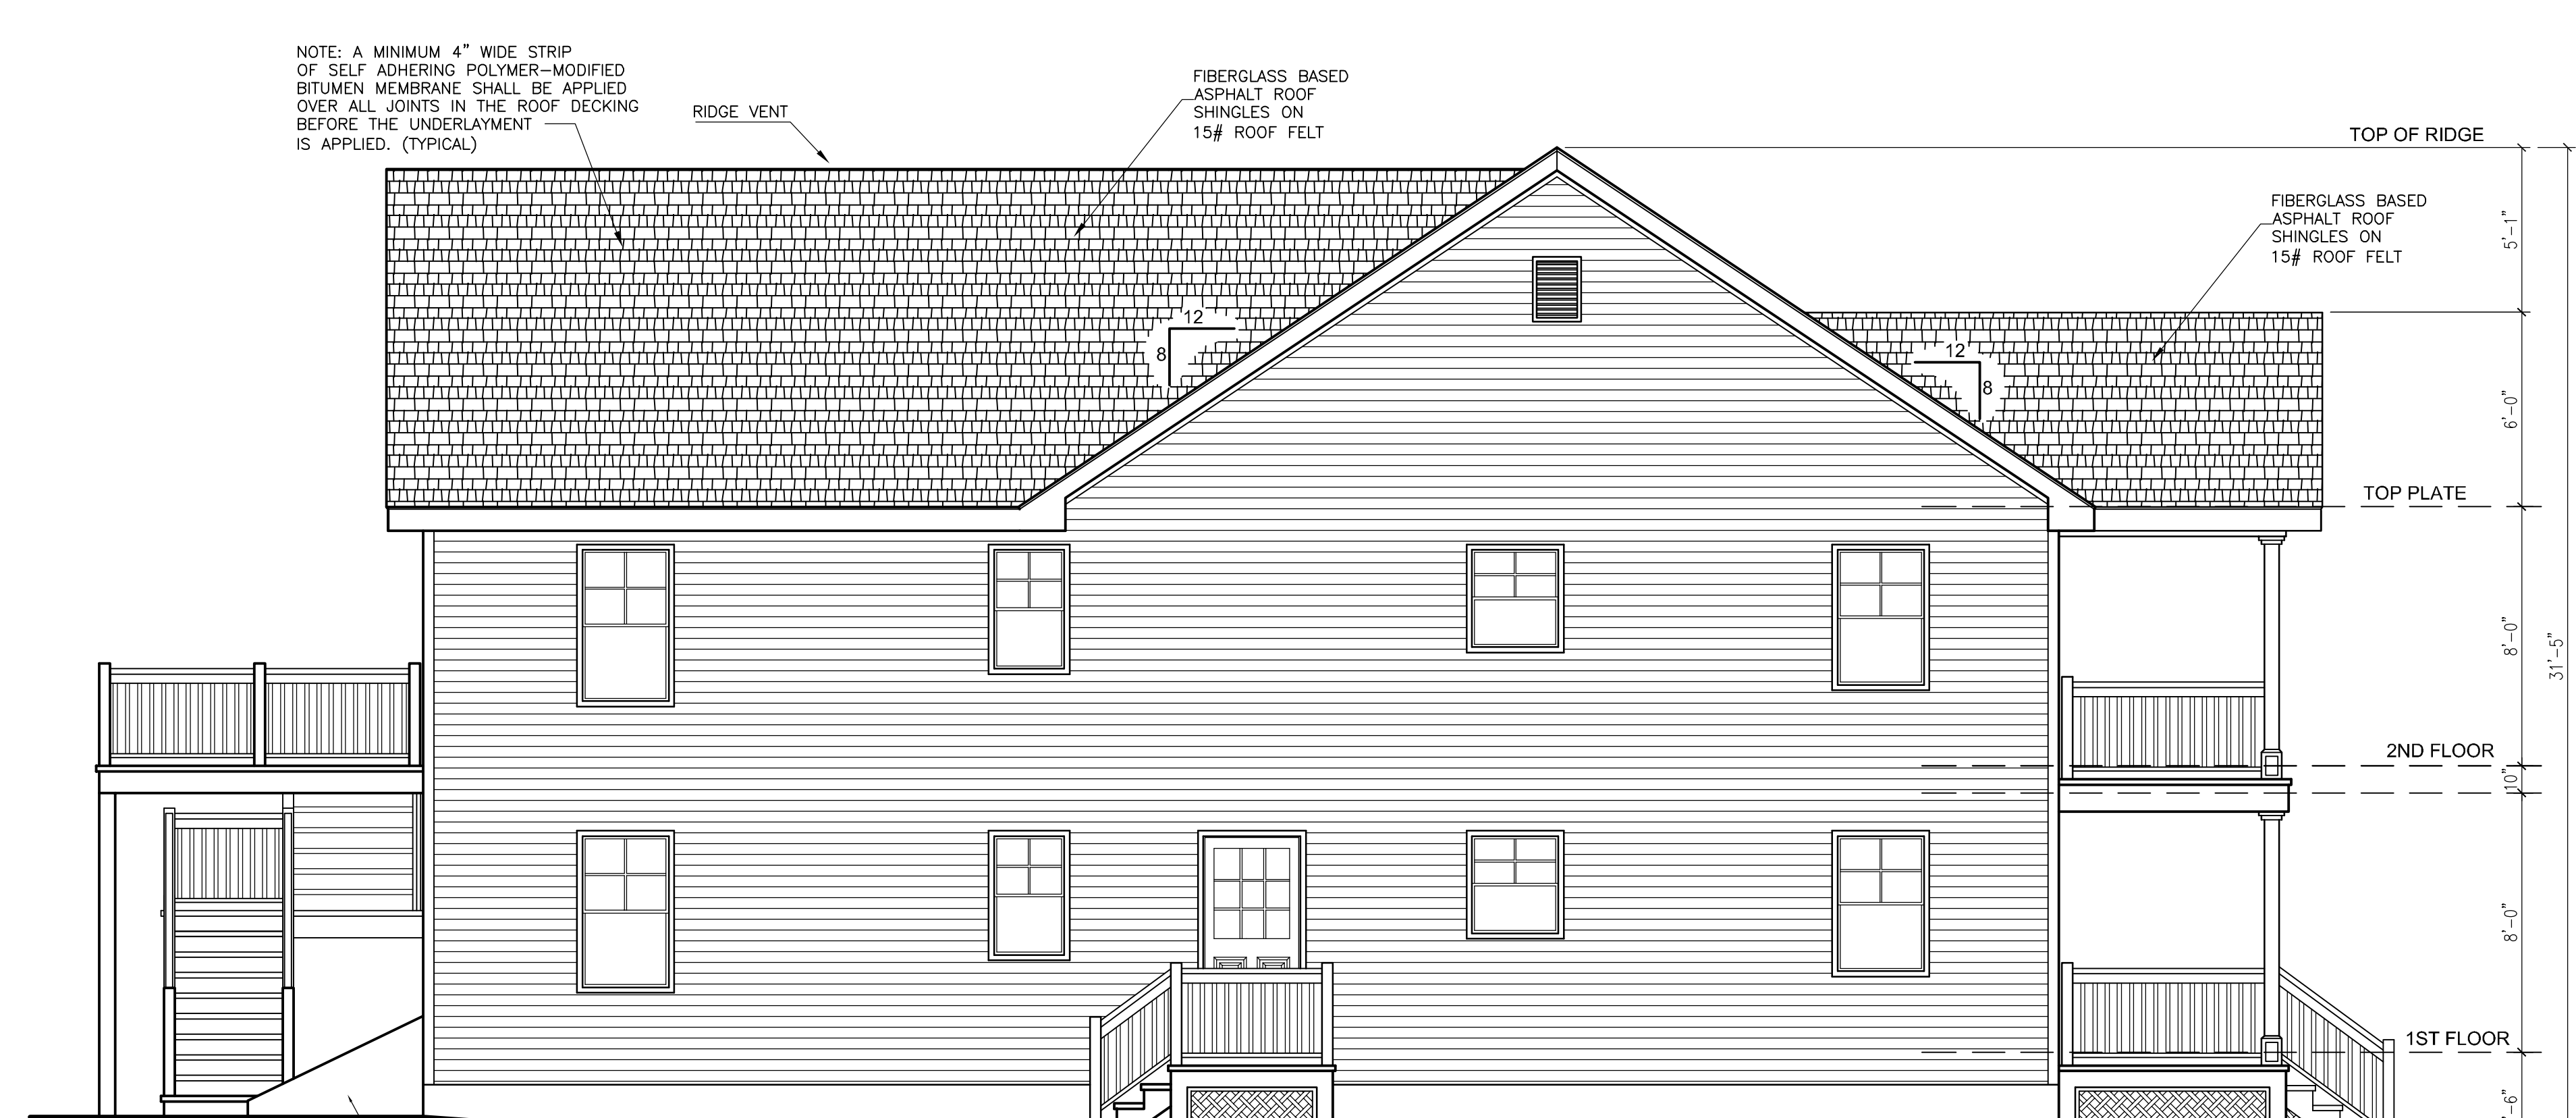 NOTE: A MINIMUM 4" WIDE STRIP
OF SELF ADHERING POLYMER-MODIFIED
BITUMEN MEMBRANE SHALL BE APPLIED
OVER ALL JOINTS IN THE ROOF DECKING
BEFORE THE UNDERLAYMENT
IS APPLIED. (TYPICAL)
RIDGE VENT
FIBERGLASS BASED
ASPHALT ROOF
SHINGLES ON
15# ROOF FELT
TOP OF RIDGE
FIBERGLASS BASED
ASPHALT ROOF
SHINGLES ON
15# ROOF FELT
5'-1"
12
8
12
8
6'-0"
TOP PLATE
8'-0"
31'-5"
2ND FLOOR
10"
8'-0"
1ST FLOOR
-6"